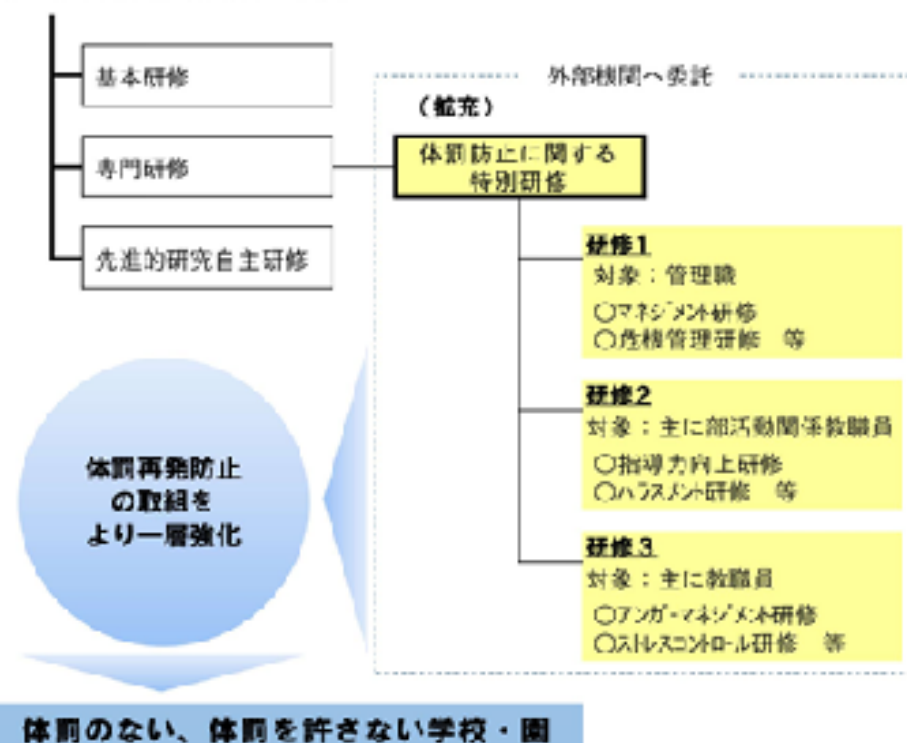 基本研修
専門研修
先進的研究自主研修
外部機関へ委託
（拡充）
体罰防止に関する
特別研修
研修1
対象：管理職
○マネジメント研修
○危機管理研修　等
研修2
対象：主に部活動関係教職員
○指導力向上研修
○ハラスメント研修　等
研修３
対象：主に教職員
○アンガーマネジメント研修
○ストレスコントロール研修　等
体罰再発防止
の取組を
より一層強化
体罰のない、体罰を許さない学校・園